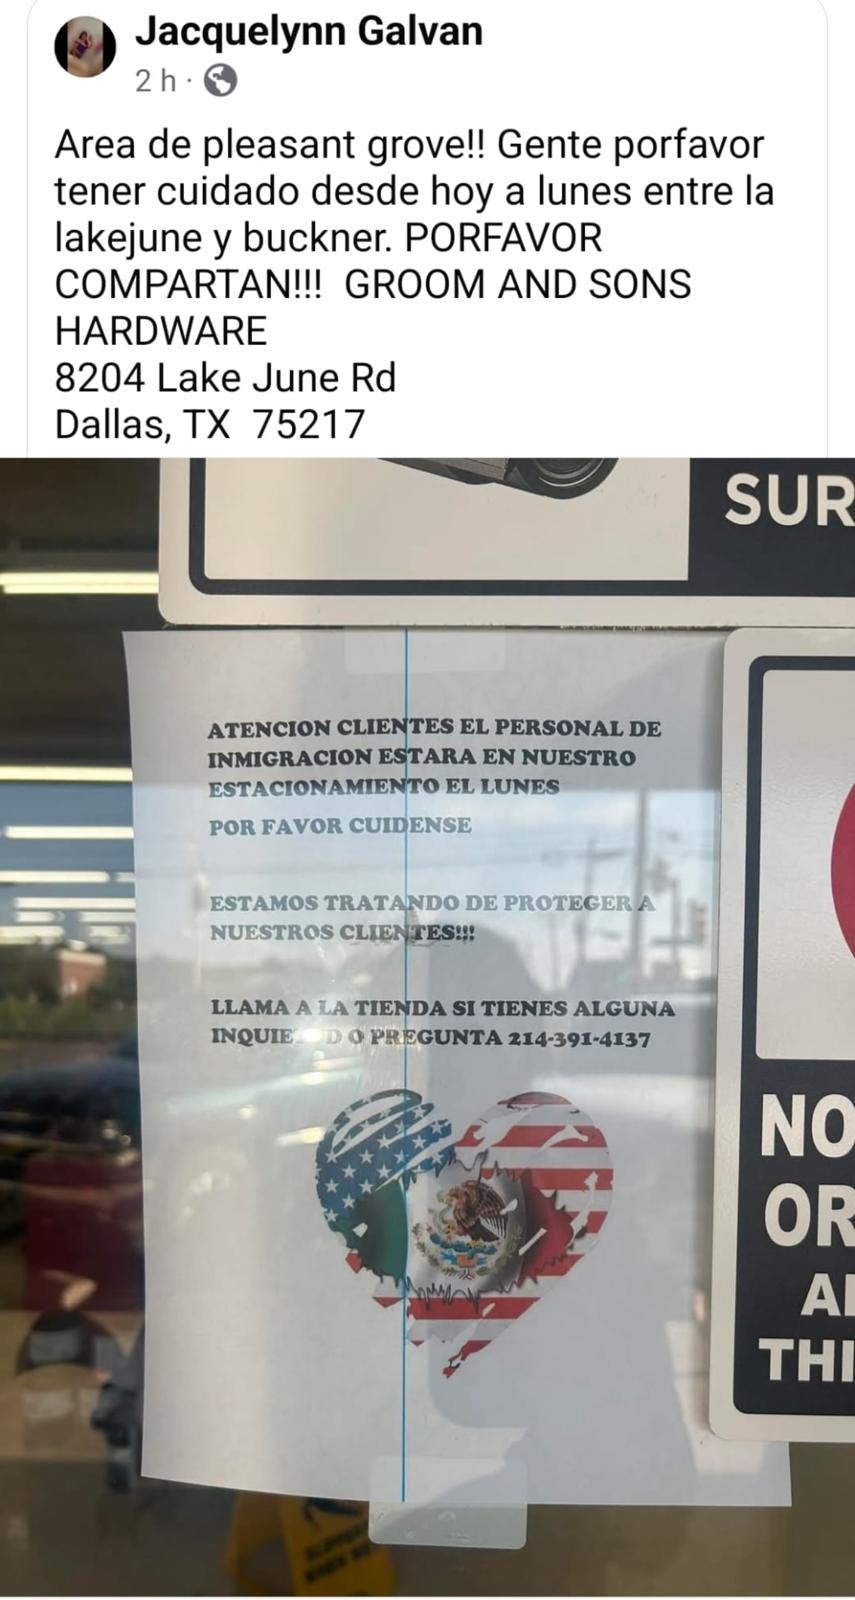 Jacquelynn Galvan
2 h ·
Area de pleasant grove!! Gente porfavor
tener cuidado desde hoy a lunes entre la
lakejune y buckner. PORFAVOR
COMPARTAN!!! GROOM AND SONS
HARDWARE
8204 Lake June Rd
Dallas, TX 75217
SUR
ATENCION CLIENTES EL PERSONAL DE
INMIGRACION ESTARA EN NUESTRO
ESTACIONAMIENTO EL LUNES
POR FAVOR CUIDENSE
ESTAMOS TRATANDO DE PROTEGER A
NUESTROS CLIENTES!!!
LLAMA A LA TIENDA SI TIENES ALGUNA
O PREGUNTA 214-391-4137
NO
OR
THI